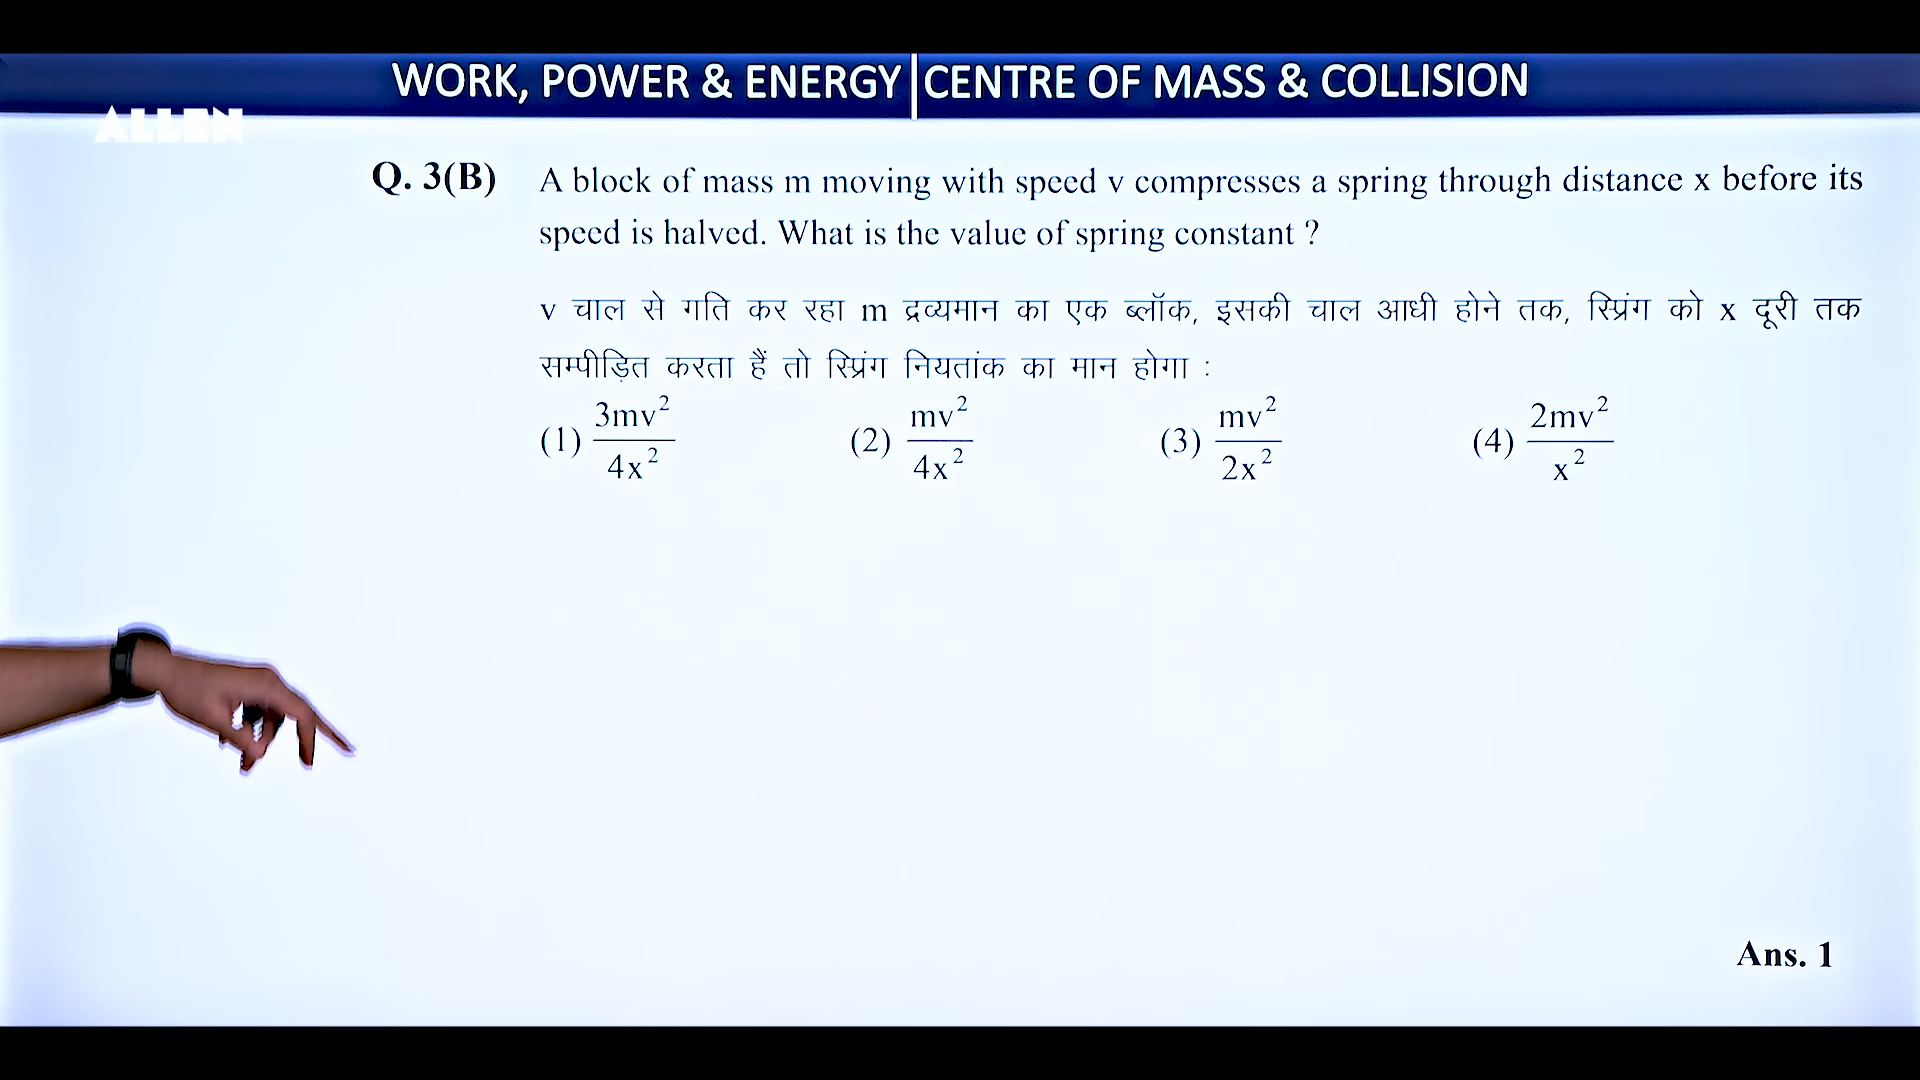 WORK, POWER & ENERGY | CENTRE OF MASS & COLLISION
ALLEN
Q. 3(B) A block of mass m moving with speed v compresses a spring through distance x before its
speed is halved. What is the value of spring constant ?
v चाल से गति कर रहा m द्रव्यमान का एक ब्लॉक, इसकी चाल आधी होने तक, स्प्रिंग को x दूरी तक
सम्पीड़ित करता हैं तो स्प्रिंग नियतांक का मान होगा :
(1) 3mv²/4x² (2) mv²/4x² (3) mv²/2x² (4) 2mv²/x²
Ans. 1